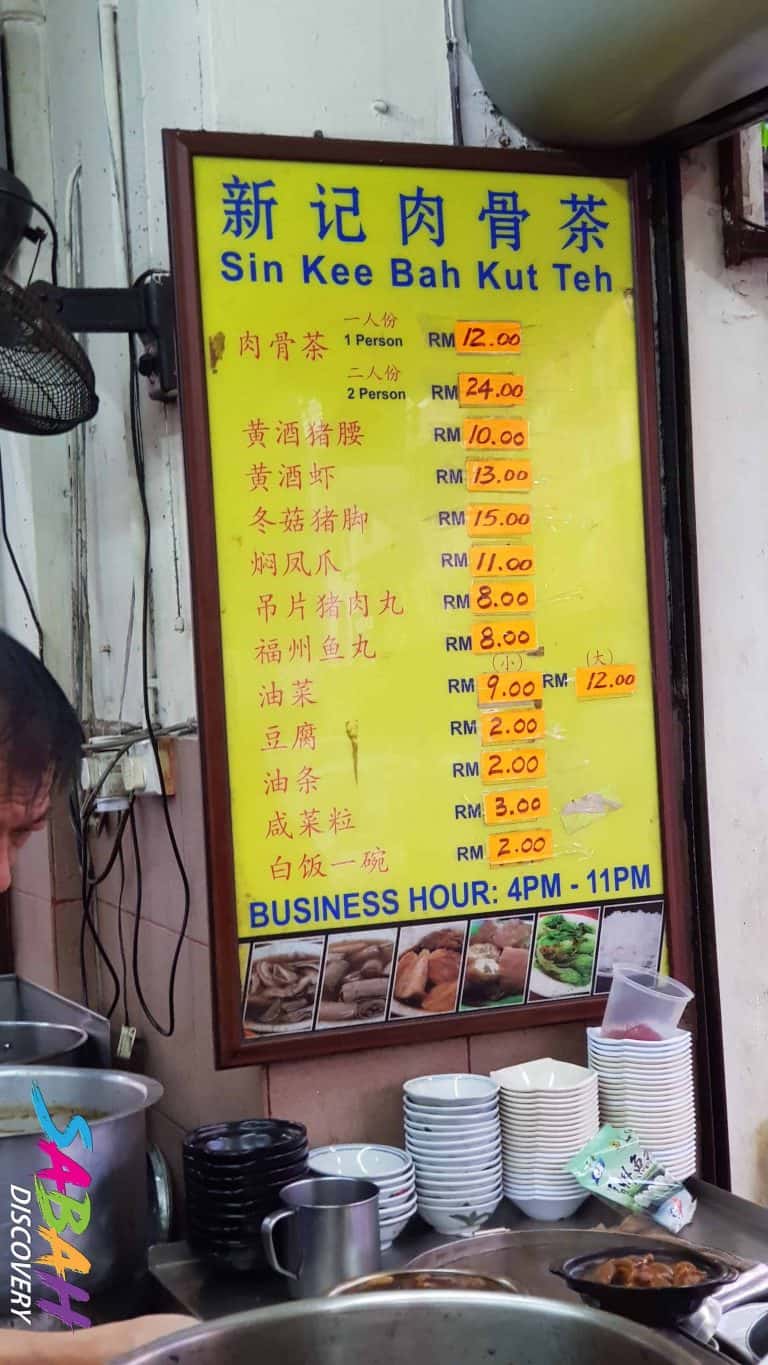 新记肉骨茶
Sin Kee Bah Kut Teh
肉骨茶 一人份 1 Person RM 12.00
二人份 2 Person RM 24.00
黄酒猪腰 RM 10.00
黄酒虾 RM 13.00
冬菇猪脚 RM 15.00
焖凤爪 RM 11.00
吊片猪肉丸 RM 8.00
福州鱼丸 RM 8.00
(小) (大)
油菜 RM 9.00 RM 12.00
豆腐 RM 2.00
油条 RM 2.00
咸菜粒 RM 3.00
白饭一碗 RM 2.00
BUSINESS HOUR: 4PM - 11PM
SABAH
DISCOVERY